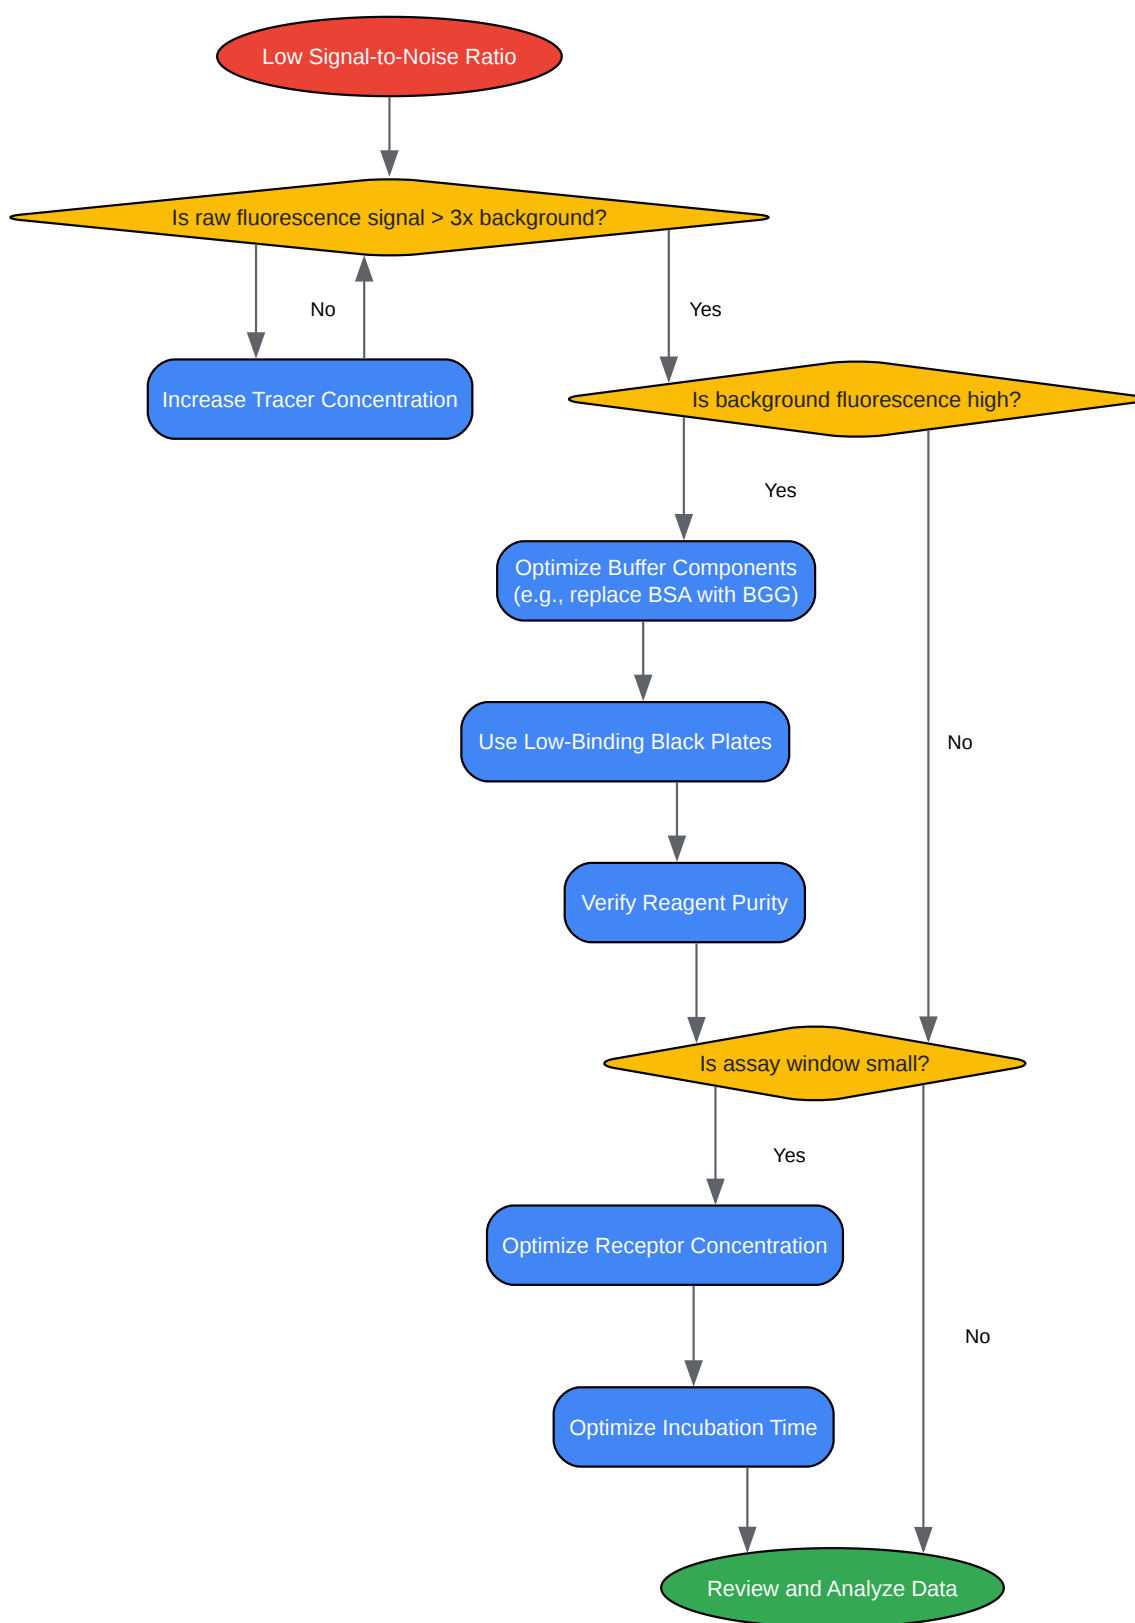 Low Signal-to-Noise Ratio
Is raw fluorescence signal > 3x background?
No
Yes
Increase Tracer Concentration
Is background fluorescence high?
Yes
Optimize Buffer Components
(e.g., replace BSA with BGG)
Use Low-Binding Black Plates
No
Verify Reagent Purity
Is assay window small?
Yes
Optimize Receptor Concentration
No
Optimize Incubation Time
Review and Analyze Data